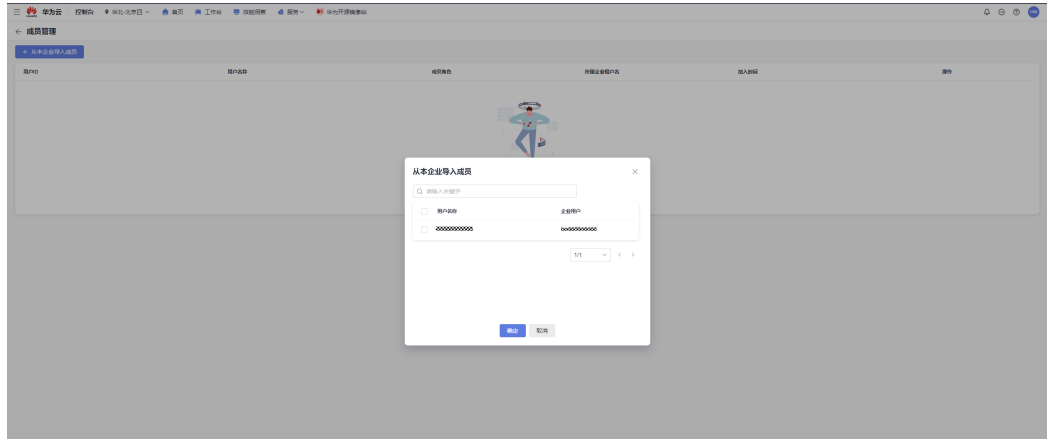 华为云 控制台 华北-北京四 首页 工作台 效能洞察 服务 华为开源镜像站
成员管理
+ 从本企业导入成员
用户ID 用户名称 成员角色 所属企业租户名 加入时间 操作
从本企业导入成员
请输入关键字
用户名称 企业用户
1/1
确定 取消